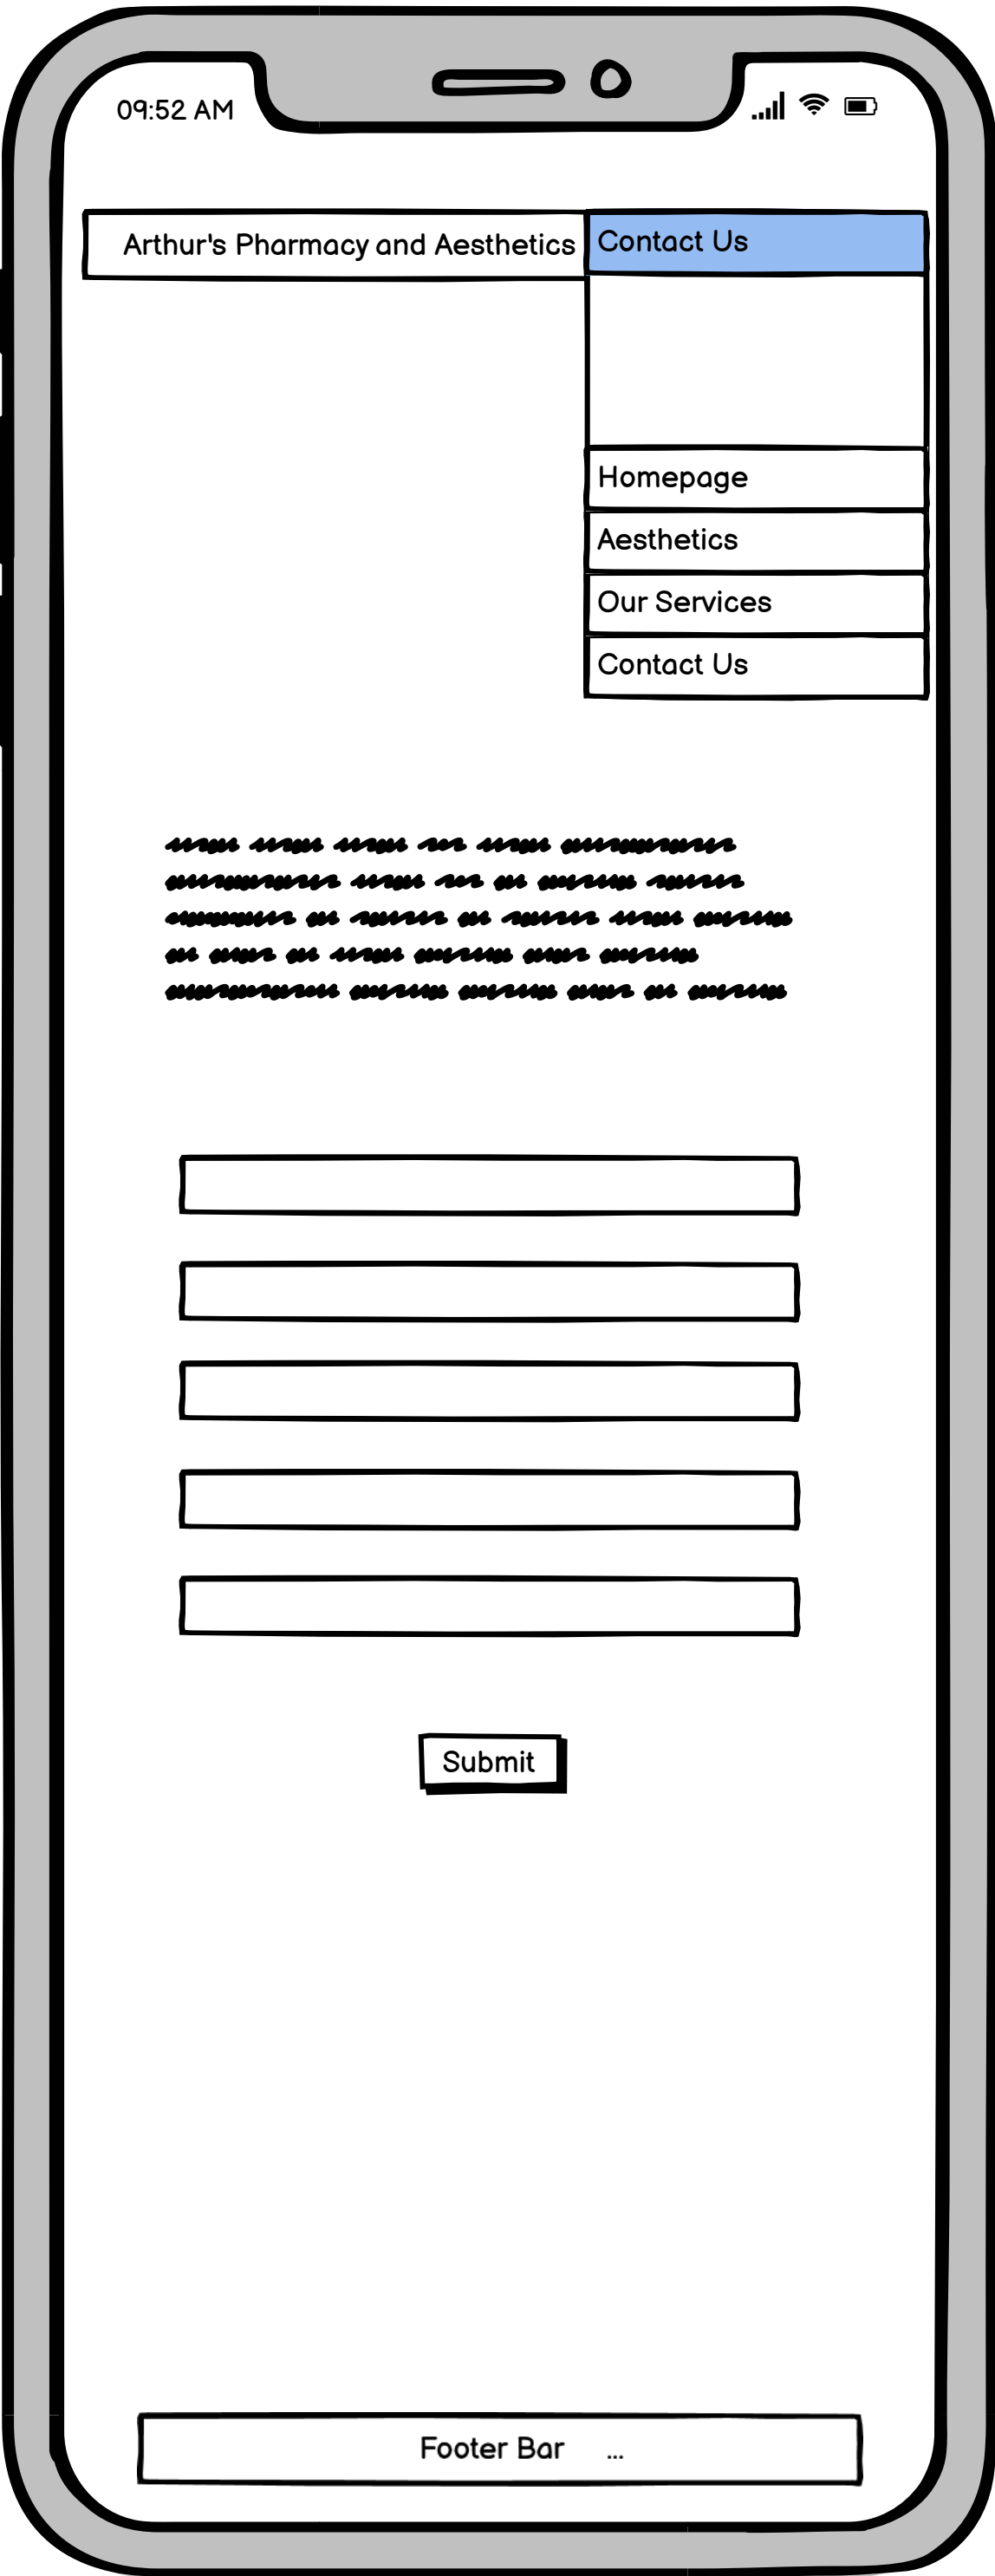 09:52 AM
Arthur's Pharmacy and Aesthetics
Contact Us
Homepage
Aesthetics
Our Services
Contact Us
Submit
Footer Bar ...